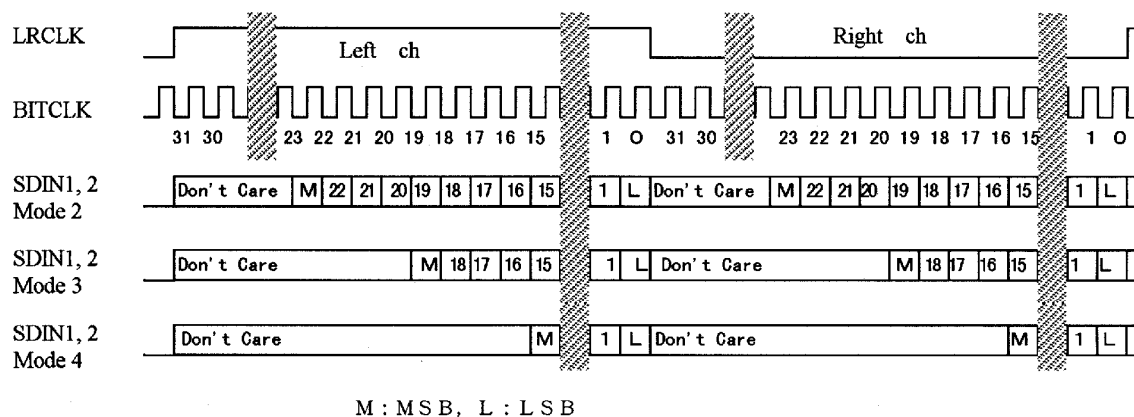 LRCLK
Left ch
Right ch
BITCLK
31 30 23 22 21 20 19 18 17 16 15 1 O 31 30 23 22 21 20 19 18 17 16 15 1 O
SDIN1, 2
Mode 2
Don't Care M 22 21 20 19 18 17 16 15 1 L Don't Care M 22 21 20 19 18 17 16 15 1 L
SDIN1, 2
Mode 3
Don't Care M 18 17 16 15 1 L Don't Care M 18 17 16 15 1 L
SDIN1, 2
Mode 4
Don't Care M 1 L Don't Care M 1 L
M : MSB, L : LSB